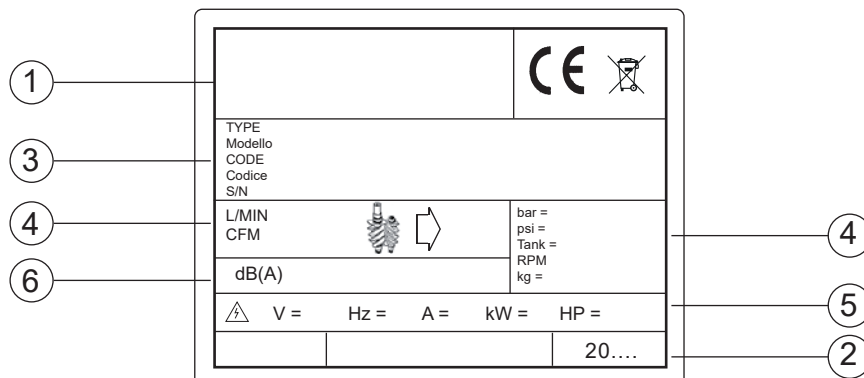 1
CE
TYPE
Modello
3
CODE
Codice
S/N
4
L/MIN
CFM
bar =
psi =
Tank =
RPM
kg =
4
6
dB(A)
V = Hz = A = kW = HP =
5
20....
2